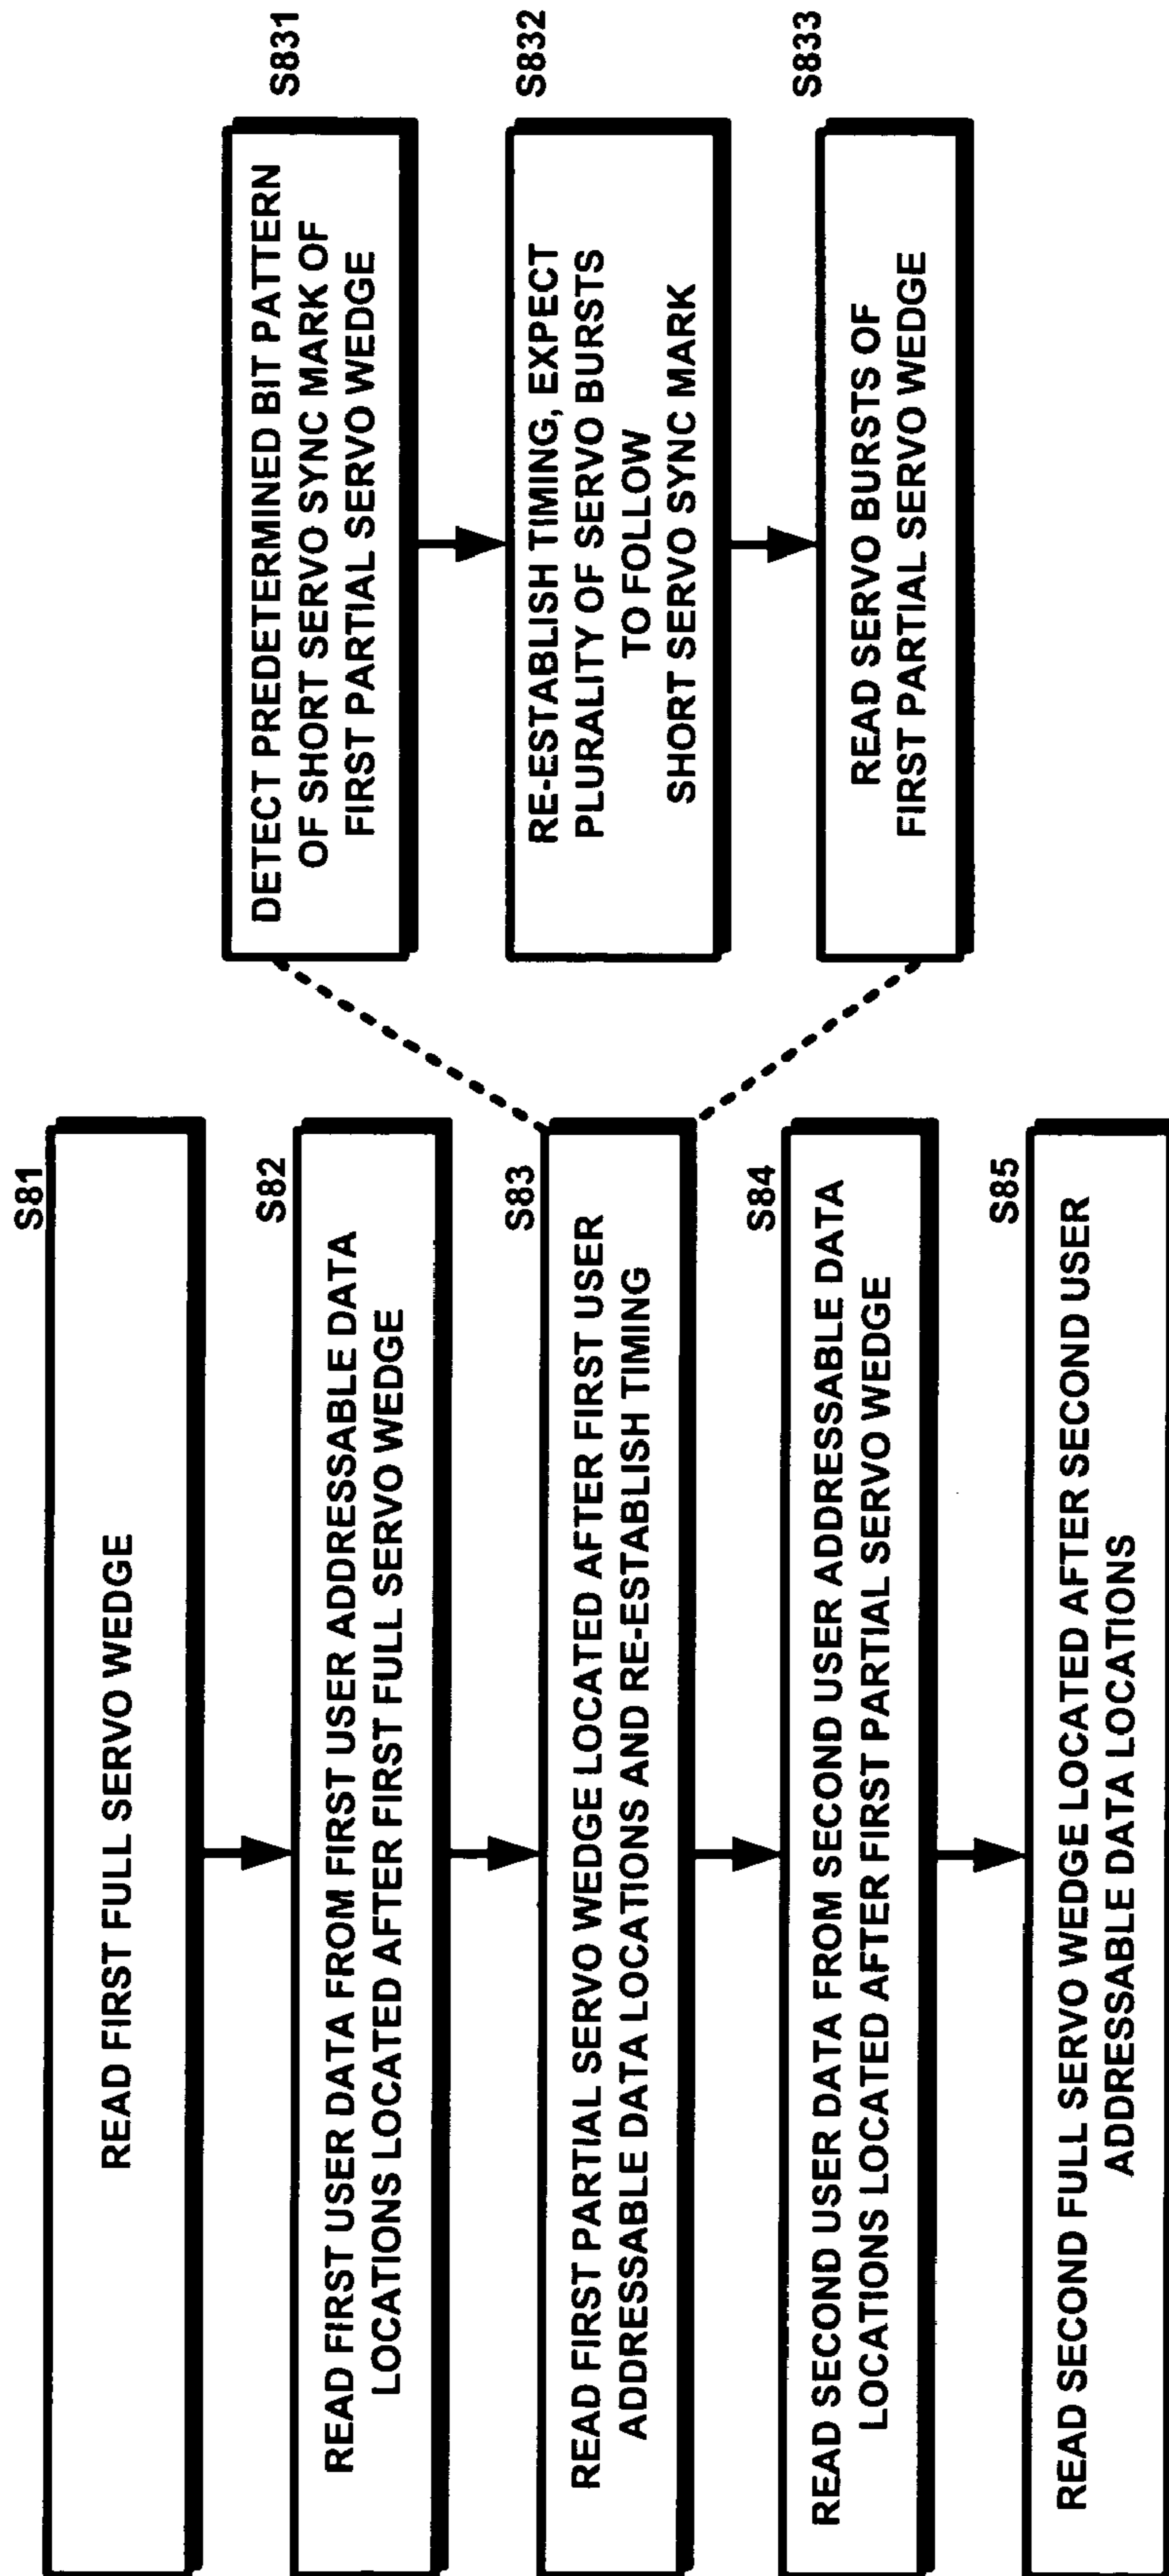 S81
READ FIRST FULL SERVO WEDGE
S82
READ FIRST USER DATA FROM FIRST USER ADDRESSABLE DATA
LOCATIONS LOCATED AFTER FIRST FULL SERVO WEDGE
S83
READ FIRST PARTIAL SERVO WEDGE LOCATED AFTER FIRST USER
ADDRESSABLE DATA LOCATIONS AND RE-ESTABLISH TIMING
S84
READ SECOND USER DATA FROM SECOND USER ADDRESSABLE DATA
LOCATIONS LOCATED AFTER FIRST PARTIAL SERVO WEDGE
S85
READ SECOND FULL SERVO WEDGE LOCATED AFTER SECOND USER
ADDRESSABLE DATA LOCATIONS
S831
DETECT PREDETERMINED BIT PATTERN
OF SHORT SERVO SYNC MARK OF
FIRST PARTIAL SERVO WEDGE
S832
RE-ESTABLISH TIMING, EXPECT
PLURALITY OF SERVO BURSTS
TO FOLLOW
SHORT SERVO SYNC MARK
S833
READ SERVO BURSTS OF
FIRST PARTIAL SERVO WEDGE